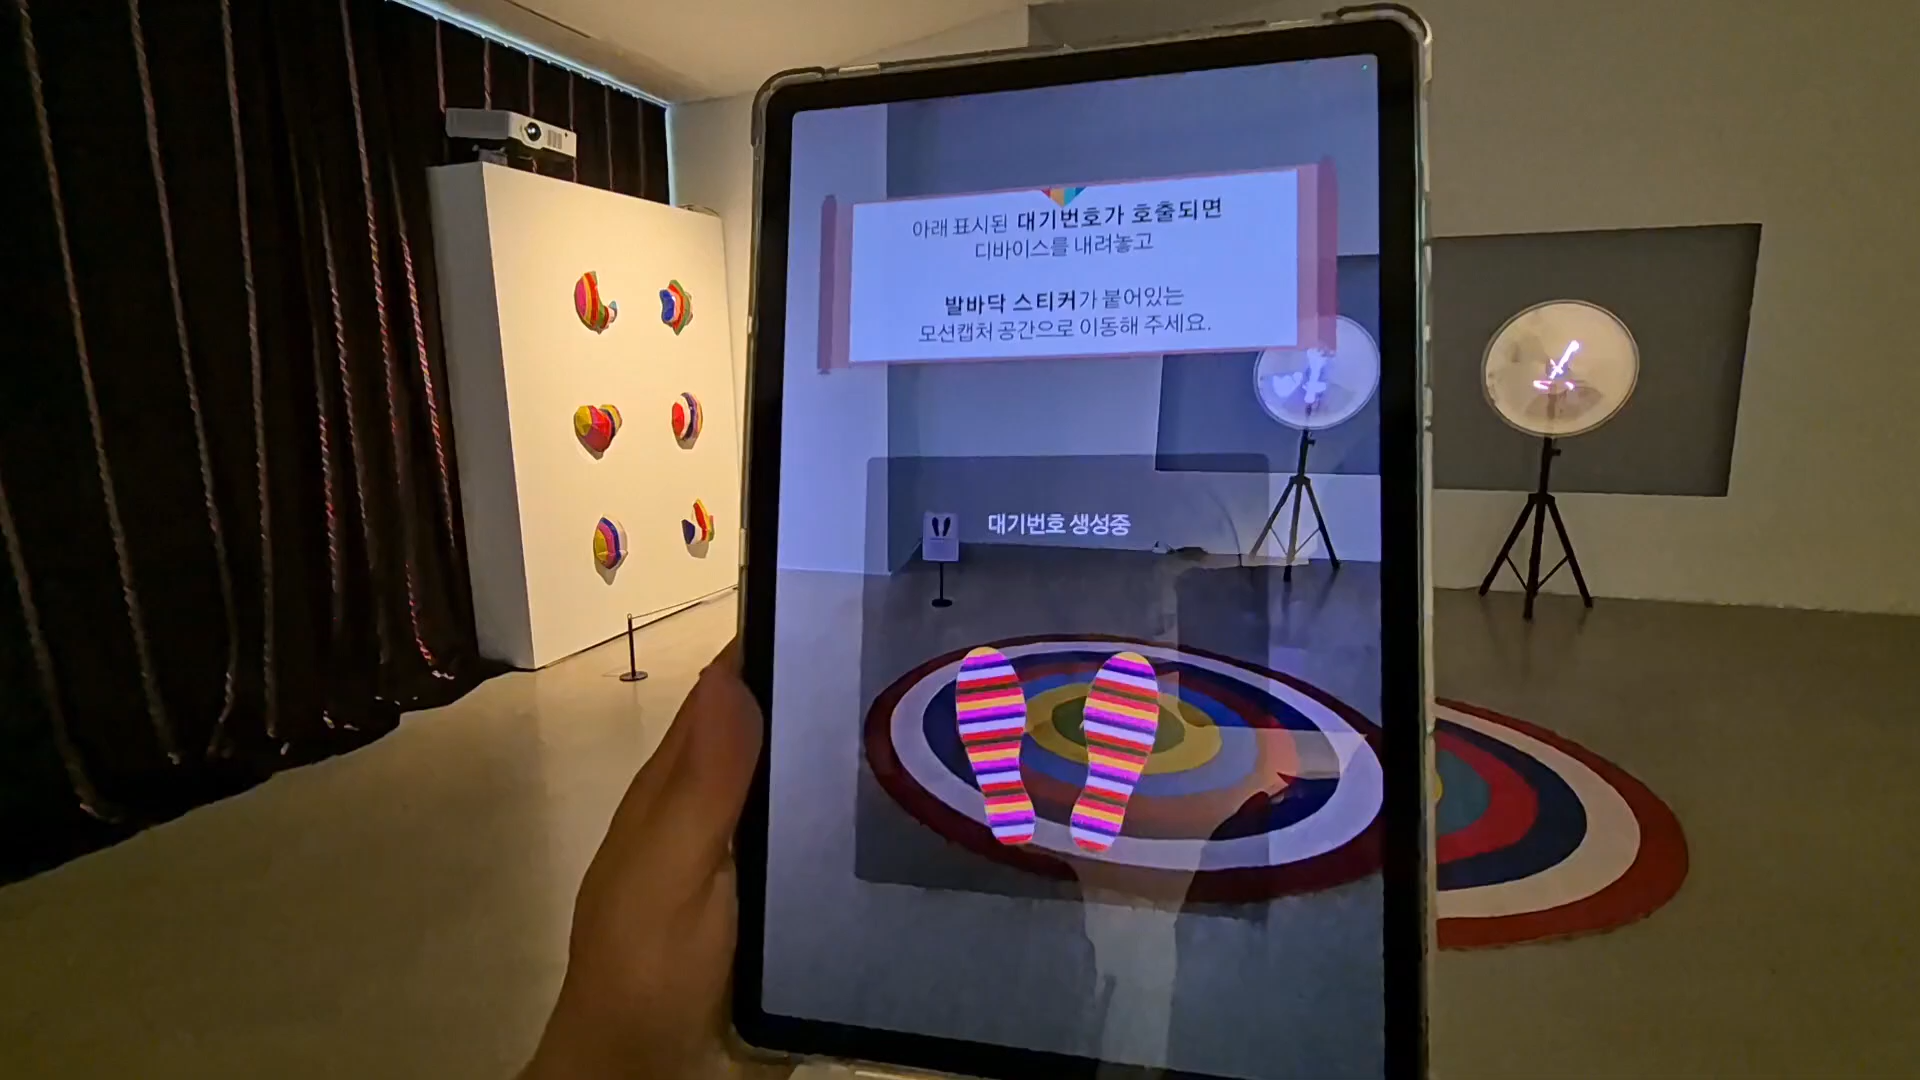 아래 표시된 대기번호가 호출되면
디바이스를 내려놓고
발바닥 스티커가 붙어있는
모션캡처 공간으로 이동해 주세요.
대기번호 생성중